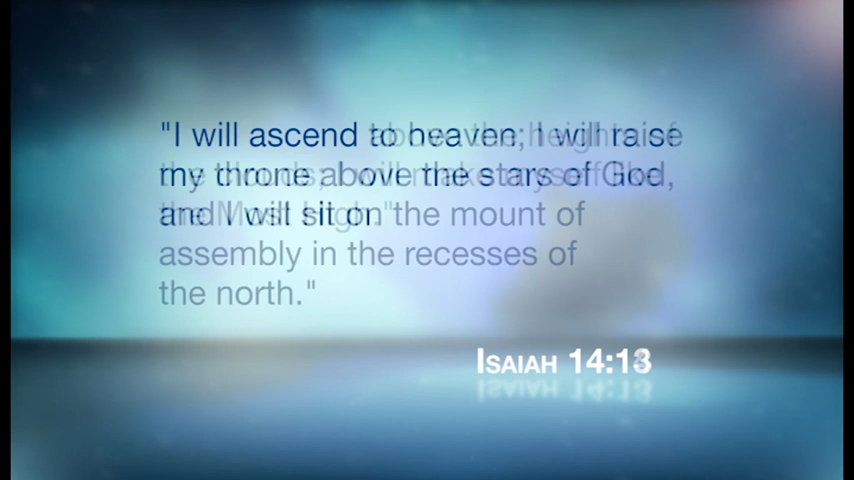 "I will ascend to heaven; I will raise
my throne above the stars of God,
and I will sit on the mount of
assembly in the recesses of
the north."
Isaiah 14:13